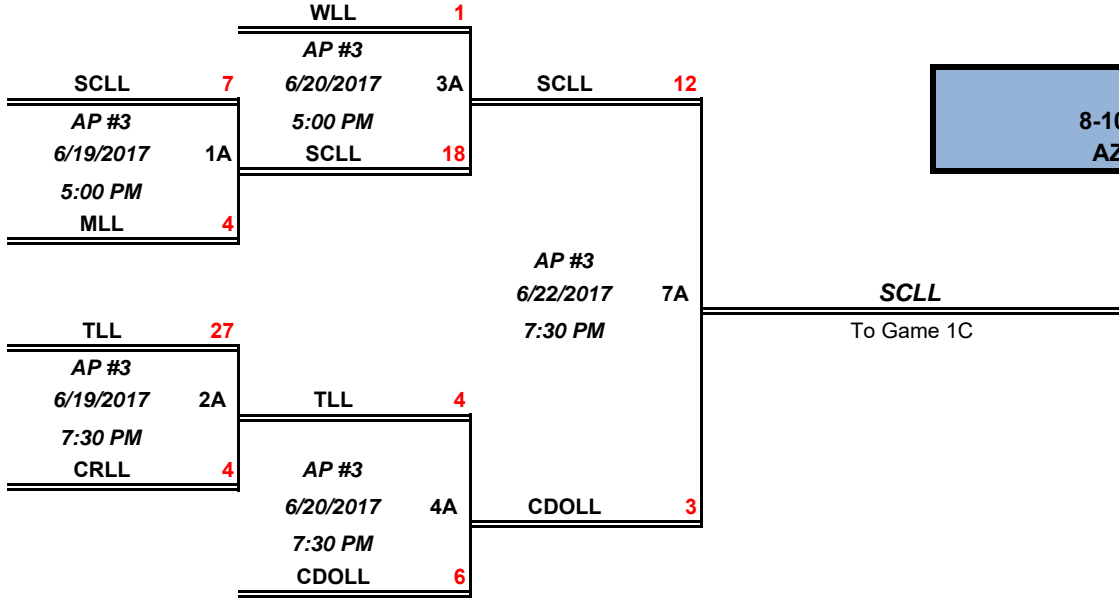 WLL 1
AP #3
6/20/2017 3A
5:00 PM
SCLL 18
SCLL 7
AP #3
6/19/2017 1A
5:00 PM
MLL 4
SCLL 12
8-10
AZ
AP #3
6/22/2017 7A
7:30 PM
SCLL
To Game 1C
TLL 27
AP #3
6/19/2017 2A
7:30 PM
CRLL 4
TLL 4
AP #3
6/20/2017 4A
7:30 PM
CDOLL 6
CDOLL 3